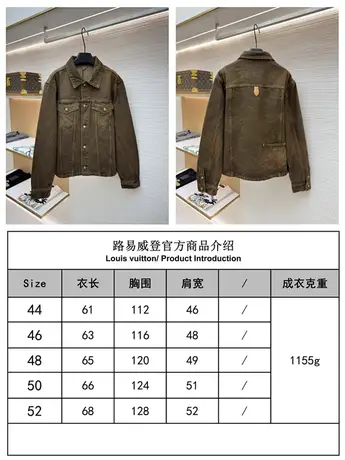 路易威登官方商品介绍
Louis vuitton/ Product Introduction
Size 衣长 胸围 肩宽 / 成衣克重
44 61 112 46 /
46 63 116 48 /
48 65 120 49 / 1155g
50 66 124 51 /
52 68 128 52 /